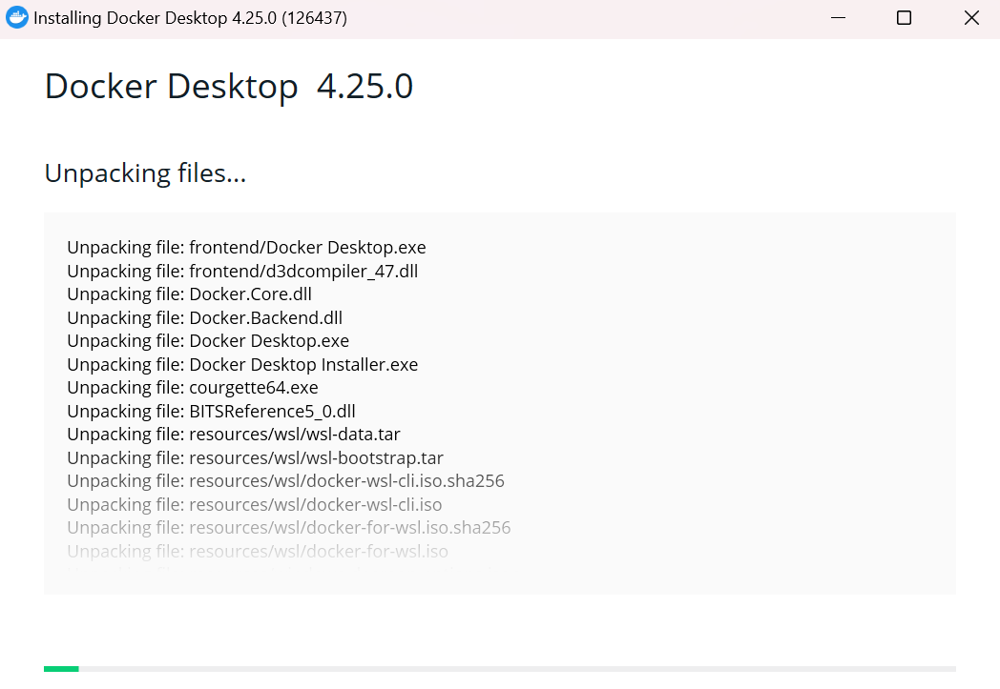 Installing Docker Desktop 4.25.0 (126437)
Docker Desktop 4.25.0
Unpacking files...
Unpacking file: frontend/Docker Desktop.exe
Unpacking file: frontend/d3dcompiler_47.dll
Unpacking file: Docker.Core.dll
Unpacking file: Docker.Backend.dll
Unpacking file: Docker Desktop.exe
Unpacking file: Docker Desktop Installer.exe
Unpacking file: courgette64.exe
Unpacking file: BITSReference5_0.dll
Unpacking file: resources/wsl/wsl-data.tar
Unpacking file: resources/wsl/wsl-bootstrap.tar
Unpacking file: resources/wsl/docker-wsl-cli.iso.sha256
Unpacking file: resources/wsl/docker-wsl-cli.iso
Unpacking file: resources/wsl/docker-for-wsl.iso.sha256
Unpacking file: resources/wsl/docker-for-wsl.iso